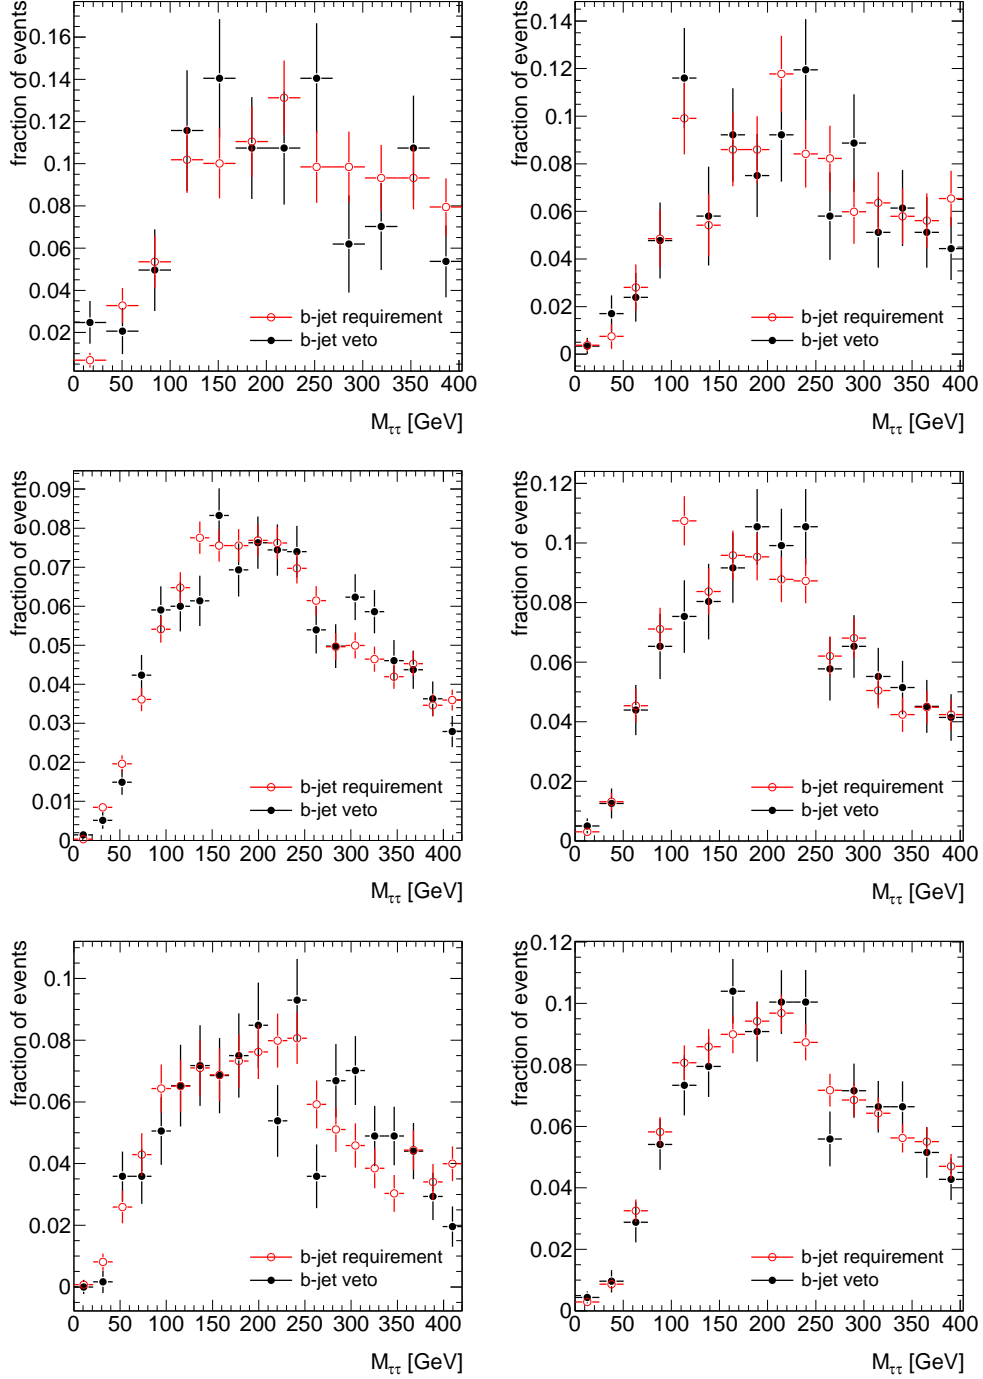 fraction of events
0.16
0.14
0.12
0.1
0.08
0.06
0.04
0.02
b-jet requirement
b-jet veto
0 50 100 150 200 250 300 350 400
M_ττ [GeV]
fraction of events
0.14
0.12
0.1
0.08
0.06
0.04
0.02
0
b-jet requirement
b-jet veto
0 50 100 150 200 250 300 350 400
M_ττ [GeV]
fraction of events
0.09
0.08
0.07
0.06
0.05
0.04
0.03
0.02
0.01
0
b-jet requirement
b-jet veto
0 50 100 150 200 250 300 350 400
M_ττ [GeV]
fraction of events
0.12
0.1
0.08
0.06
0.04
0.02
0
b-jet requirement
b-jet veto
0 50 100 150 200 250 300 350 400
M_ττ [GeV]
fraction of events
0.1
0.08
0.06
0.04
0.02
0
b-jet requirement
b-jet veto
0 50 100 150 200 250 300 350 400
M_ττ [GeV]
fraction of events
0.12
0.1
0.08
0.06
0.04
0.02
0
b-jet requirement
b-jet veto
0 50 100 150 200 250 300 350 400
M_ττ [GeV]